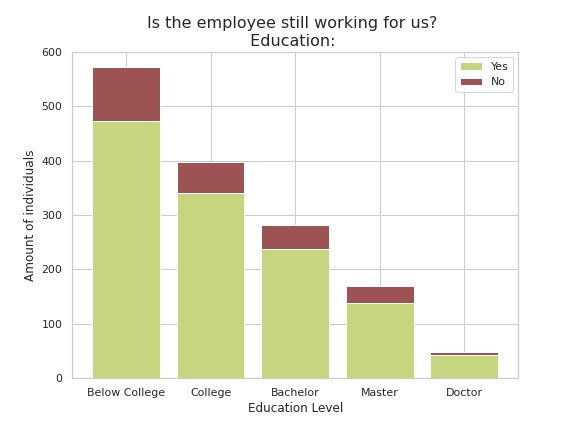 Is the employee still working for us?
Education:
Yes
No
Amount of individuals
600
500
400
300
200
100
0
Below College
College
Bachelor
Master
Doctor
Education Level